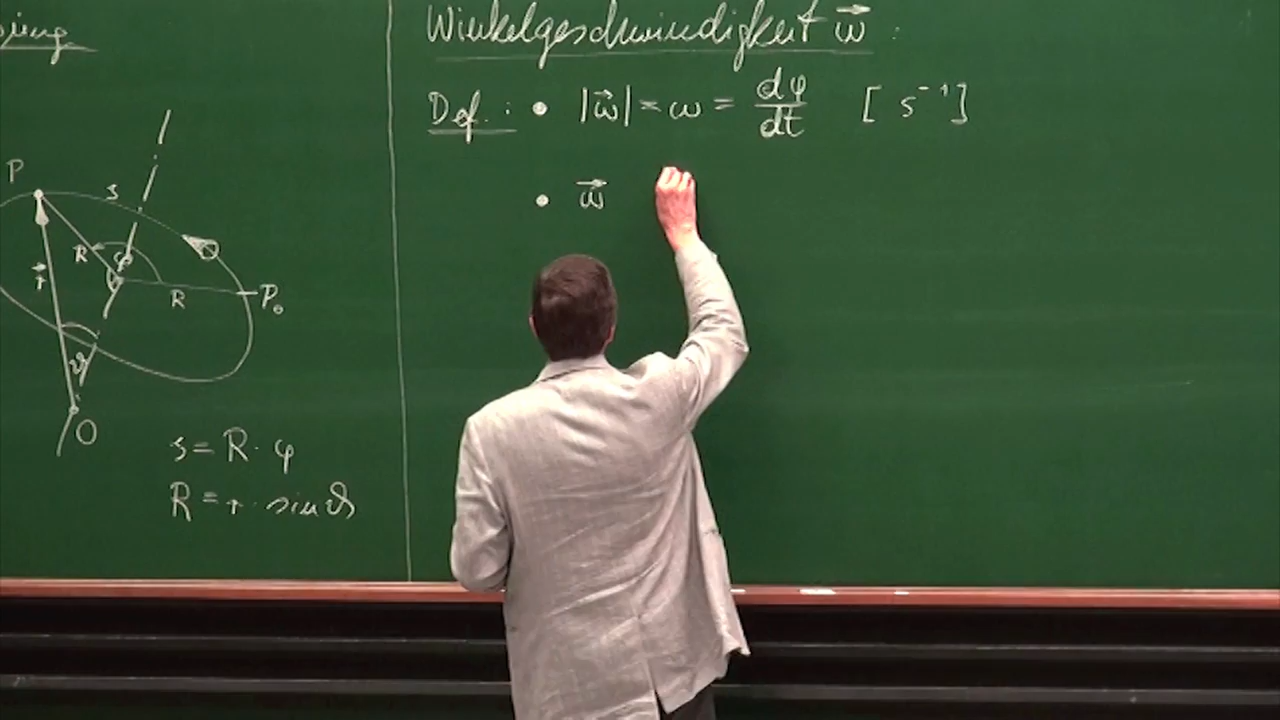 Winkelgeschwindigkeit ω⃗ :
Def.: • |ω⃗| = ω = dφ/dt [ s⁻¹ ]
• ω⃗
P
s
R
φ
r⃗
R
P₀
ϑ
O
s = R · φ
R = r · sin ϑ